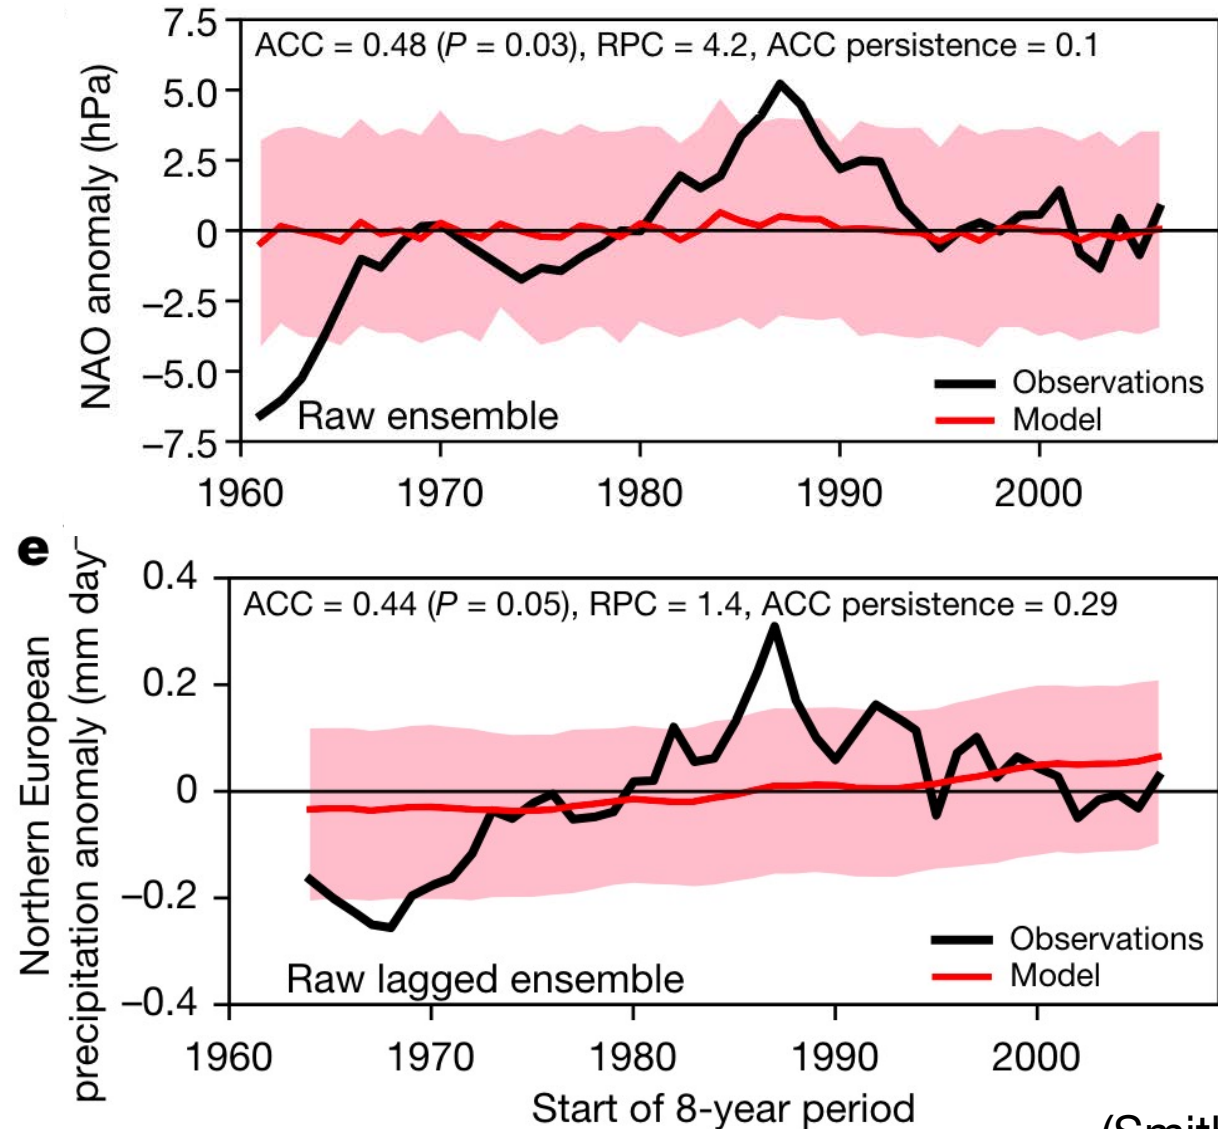 7.5
ACC = 0.48 (P = 0.03), RPC = 4.2, ACC persistence = 0.1
5.0
2.5
0
−2.5
−5.0
−7.5
NAO anomaly (hPa)
Observations
Model
Raw ensemble
1960 1970 1980 1990 2000
e
0.4
ACC = 0.44 (P = 0.05), RPC = 1.4, ACC persistence = 0.29
0.2
0
−0.2
−0.4
Northern European
precipitation anomaly (mm day⁻
Observations
Model
Raw lagged ensemble
1960 1970 1980 1990 2000
Start of 8-year period